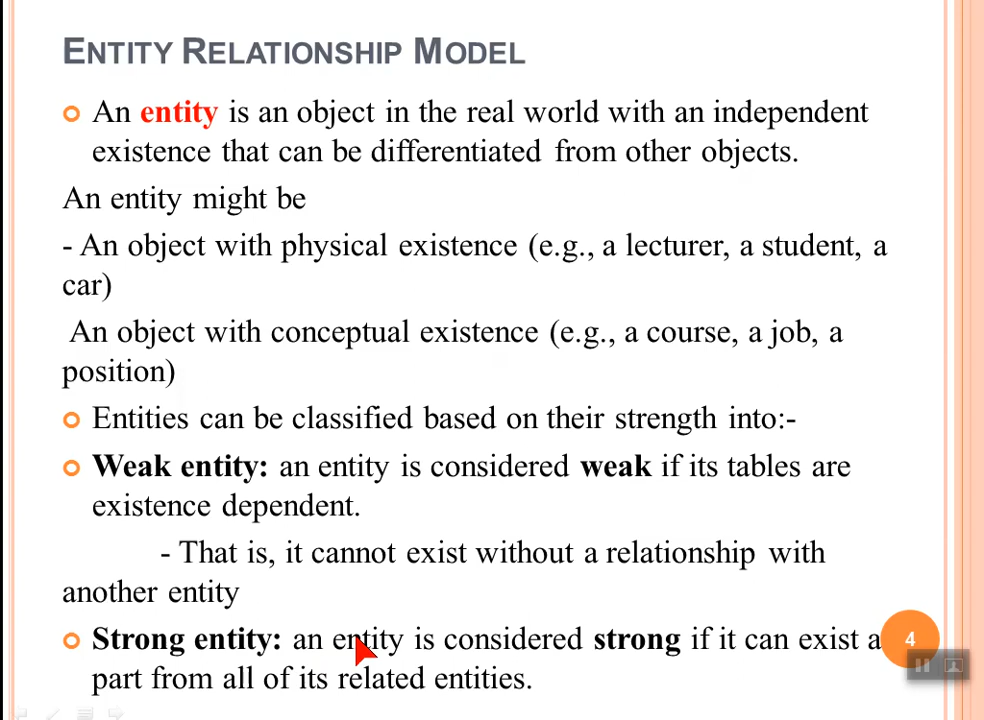 ENTITY RELATIONSHIP MODEL
An entity is an object in the real world with an independent
existence that can be differentiated from other objects.
An entity might be
- An object with physical existence (e.g., a lecturer, a student, a
car)
An object with conceptual existence (e.g., a course, a job, a
position)
Entities can be classified based on their strength into:-
Weak entity: an entity is considered weak if its tables are
existence dependent.
- That is, it cannot exist without a relationship with
another entity
Strong entity: an entity is considered strong if it can exist a
part from all of its related entities.
4